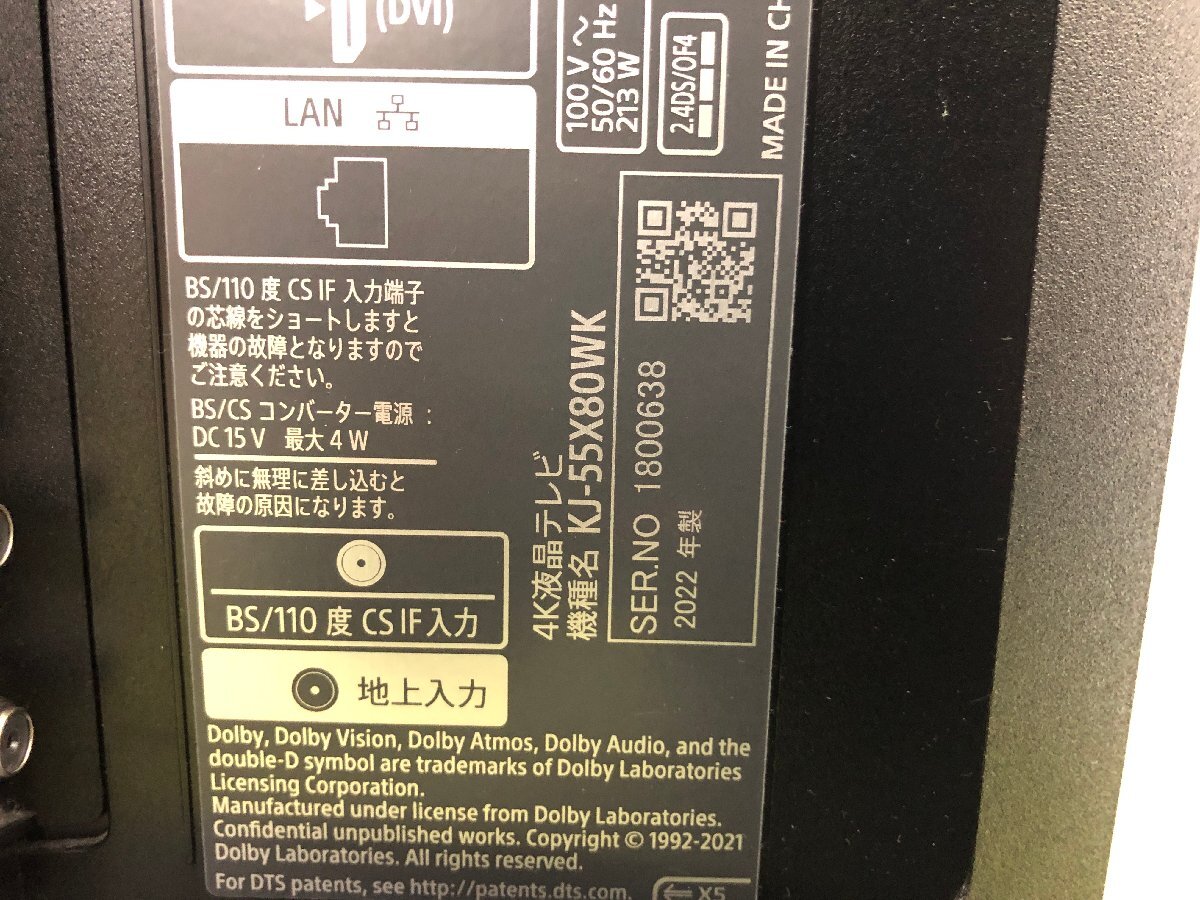 (DVI)
LAN
BS/110 度 CS IF 入力端子
の芯線をショートしますと
機器の故障となりますので
ご注意ください。
BS/CS コンバーター電源 :
DC 15 V 最大 4 W
斜めに無理に差し込むと
故障の原因になります。
BS/110 度 CS IF 入力
地上入力
100 V ～
50/60 Hz
213 W
2.4DS/OF4
MADE IN CH
4K液晶テレビ
機種名 KJ-55X80WK
SER.NO 1800638
2022 年製
Dolby, Dolby Vision, Dolby Atmos, Dolby Audio, and the
double-D symbol are trademarks of Dolby Laboratories
Licensing Corporation.
Manufactured under license from Dolby Laboratories.
Confidential unpublished works. Copyright © 1992-2021
Dolby Laboratories. All rights reserved.
For DTS patents, see http://patents.dts.com.
X5